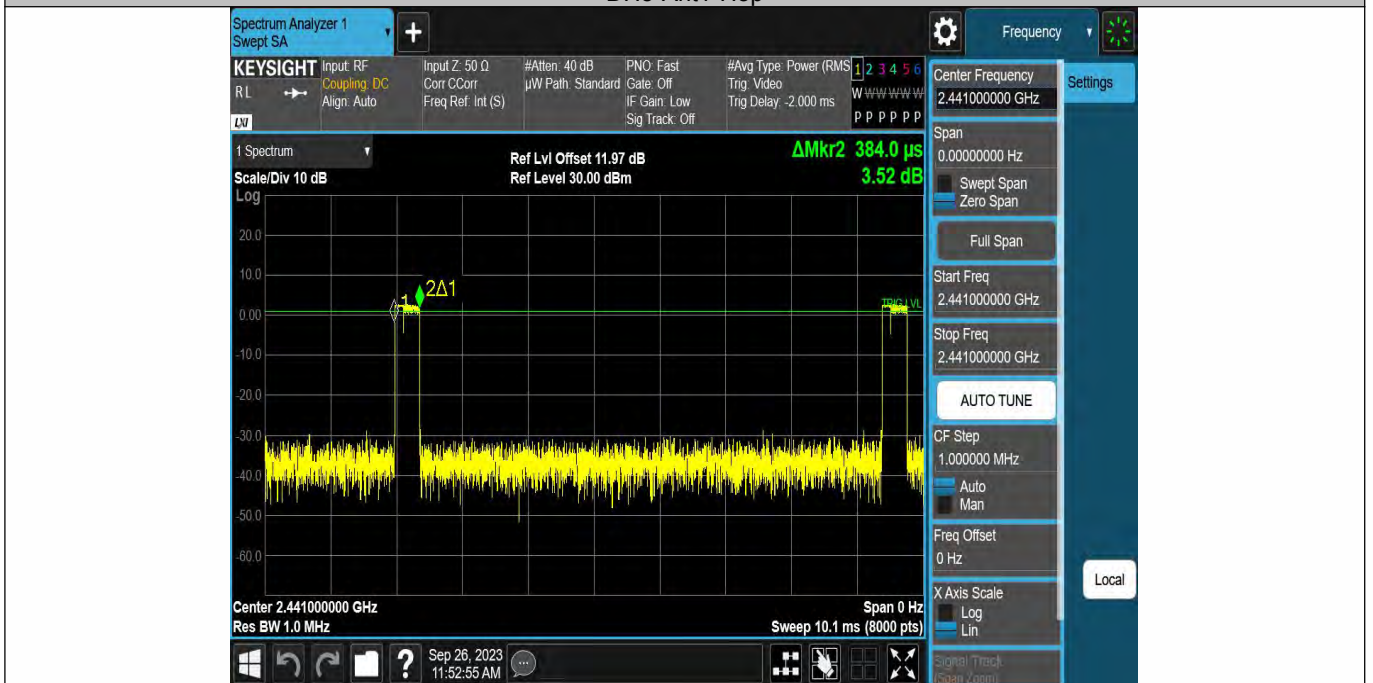 Spectrum Analyzer 1
Swept SA
Frequency
KEYSIGHT
RL
LXI
Input: RF
Coupling: DC
Align: Auto
Input Z: 50 Ω
Corr CCorr
Freq Ref: Int (S)
#Atten: 40 dB
µW Path: Standard
PNO: Fast
Gate: Off
IF Gain: Low
Sig Track: Off
#Avg Type: Power (RMS
Trig: Video
Trig Delay: -2.000 ms
1 2 3 4 5 6
W W W W W W
P P P P P P
1 Spectrum
Scale/Div 10 dB
Log
Ref Lvl Offset 11.97 dB
Ref Level 30.00 dBm
ΔMkr2 384.0 µs
3.52 dB
20.0
10.0
0.00
-10.0
-20.0
-30.0
-40.0
-50.0
-60.0
1
2Δ1
TRIG LVL
Center 2.441000000 GHz
Res BW 1.0 MHz
Span 0 Hz
Sweep 10.1 ms (8000 pts)
Sep 26, 2023
11:52:55 AM
?
Center Frequency
2.441000000 GHz
Settings
Span
0.00000000 Hz
Swept Span
Zero Span
Full Span
Start Freq
2.441000000 GHz
Stop Freq
2.441000000 GHz
AUTO TUNE
CF Step
1.000000 MHz
Auto
Man
Freq Offset
0 Hz
X Axis Scale
Log
Lin
Signal Track
(Span Zoom)
Local